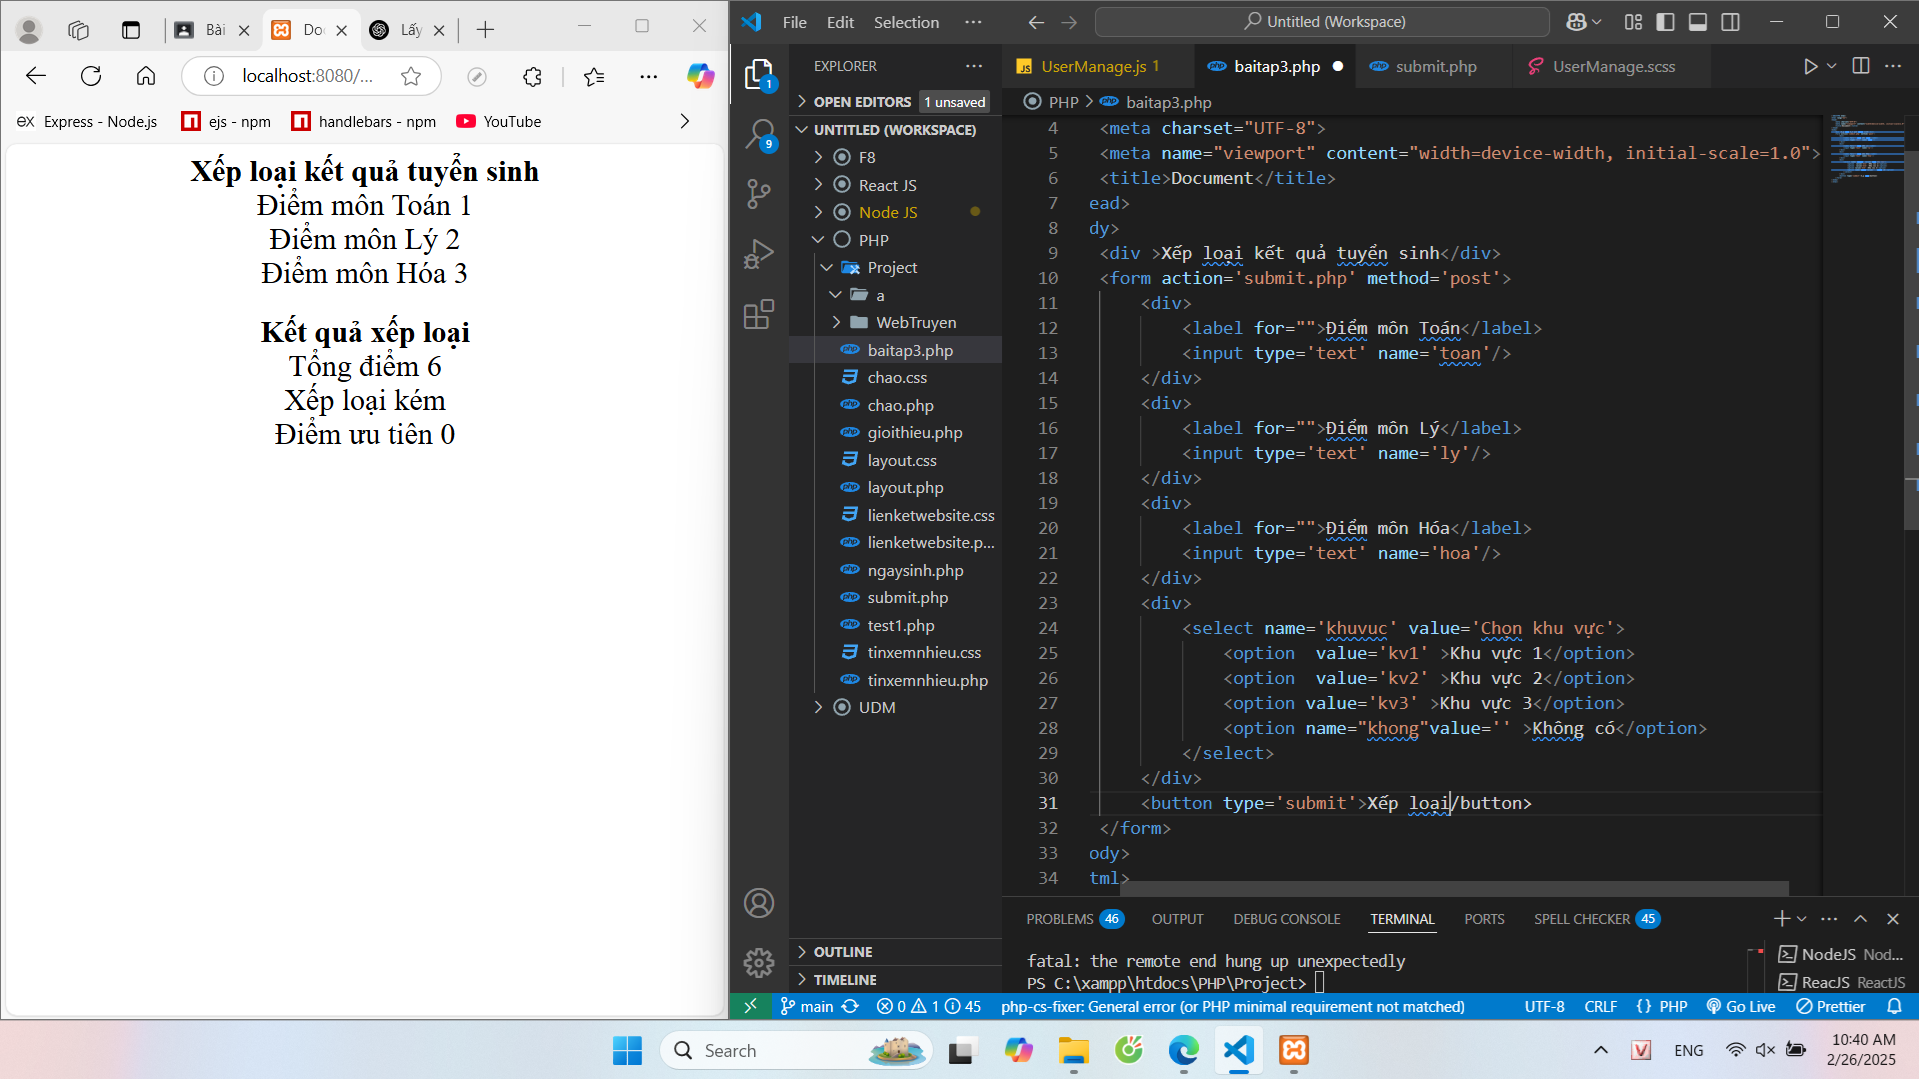 Bài
Doc
Lấy
localhost:8080/...
Express - Node.js
ejs - npm
handlebars - npm
YouTube
Xếp loại kết quả tuyển sinh
Điểm môn Toán 1
Điểm môn Lý 2
Điểm môn Hóa 3
Kết quả xếp loại
Tổng điểm 6
Xếp loại kém
Điểm ưu tiên 0
File Edit Selection ...
Untitled (Workspace)
EXPLORER
OPEN EDITORS 1 unsaved
UNTITLED (WORKSPACE)
F8
React JS
Node JS
PHP
Project
a
WebTruyen
baitap3.php
chao.css
chao.php
gioithieu.php
layout.css
layout.php
lienketwebsite.css
lienketwebsite.p...
ngaysinh.php
submit.php
test1.php
tinxemnhieu.css
tinxemnhieu.php
UDM
OUTLINE
TIMELINE
1
9
UserManage.js 1
baitap3.php
submit.php
UserManage.scss
PHP > baitap3.php
4 <meta charset="UTF-8">
5 <meta name="viewport" content="width=device-width, initial-scale=1.0">
6 <title>Document</title>
7 ead>
8 dy>
9 <div >Xếp loại kết quả tuyển sinh</div>
10 <form action='submit.php' method='post'>
11 <div>
12 <label for="">Điểm môn Toán</label>
13 <input type='text' name='toan'/>
14 </div>
15 <div>
16 <label for="">Điểm môn Lý</label>
17 <input type='text' name='ly'/>
18 </div>
19 <div>
20 <label for="">Điểm môn Hóa</label>
21 <input type='text' name='hoa'/>
22 </div>
23 <div>
24 <select name='khuvuc' value='Chọn khu vực'>
25 <option  value='kv1' >Khu vực 1</option>
26 <option  value='kv2' >Khu vực 2</option>
27 <option value='kv3' >Khu vực 3</option>
28 <option name="khong"value='' >Không có</option>
29 </select>
30 </div>
31 <button type='submit'>Xếp loại/button>
32 </form>
33 ody>
34 tml>
PROBLEMS 46 OUTPUT DEBUG CONSOLE TERMINAL PORTS SPELL CHECKER 45
fatal: the remote end hung up unexpectedly
PS C:\xampp\htdocs\PHP\Project>
NodeJS Nod...
ReacJS ReactJS
main 0 1 45 php-cs-fixer: General error (or PHP minimal requirement not matched) UTF-8 CRLF {} PHP Go Live Prettier
Search
ENG
10:40 AM
2/26/2025